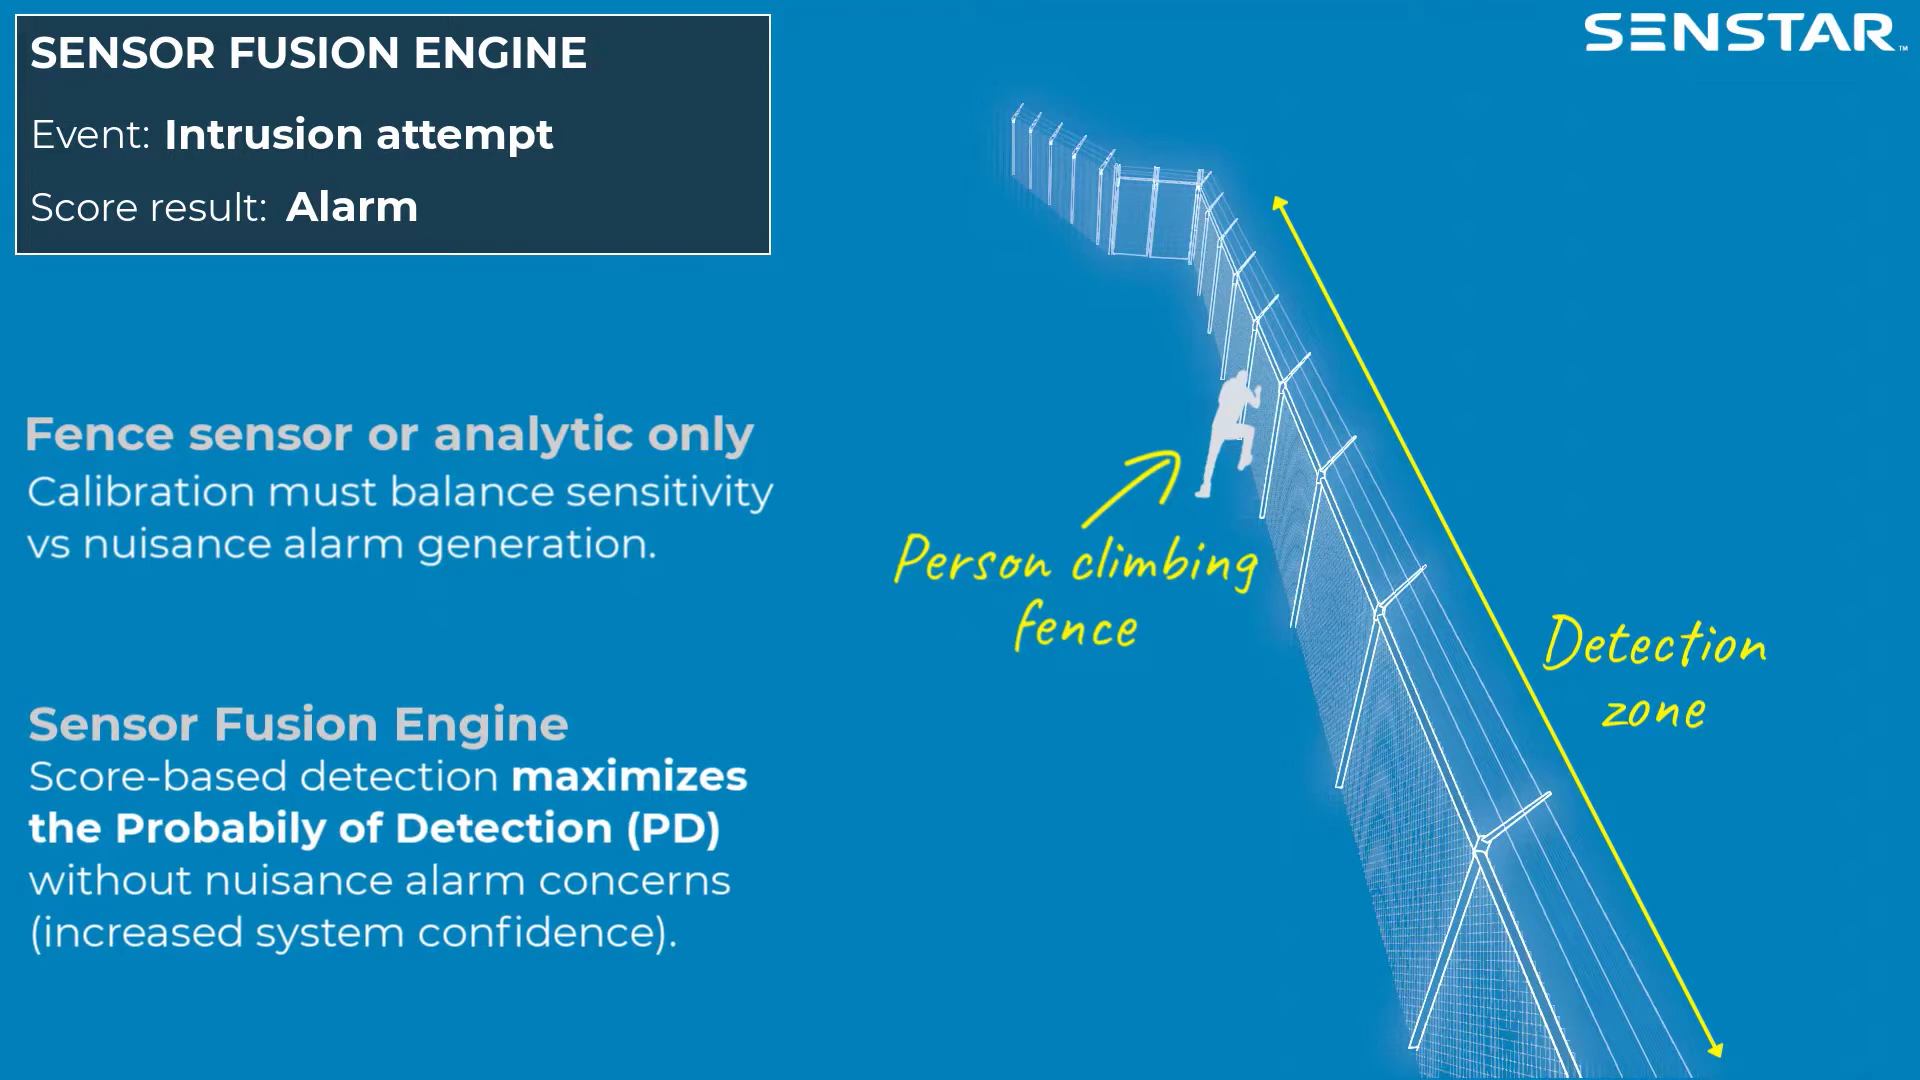 SENSOR FUSION ENGINE
Event: Intrusion attempt
Score result: Alarm
SENSTAR™
Fence sensor or analytic only
Calibration must balance sensitivity
vs nuisance alarm generation.
Sensor Fusion Engine
Score-based detection maximizes
the Probabily of Detection (PD)
without nuisance alarm concerns
(increased system confidence).
Person climbing
fence
Detection
zone